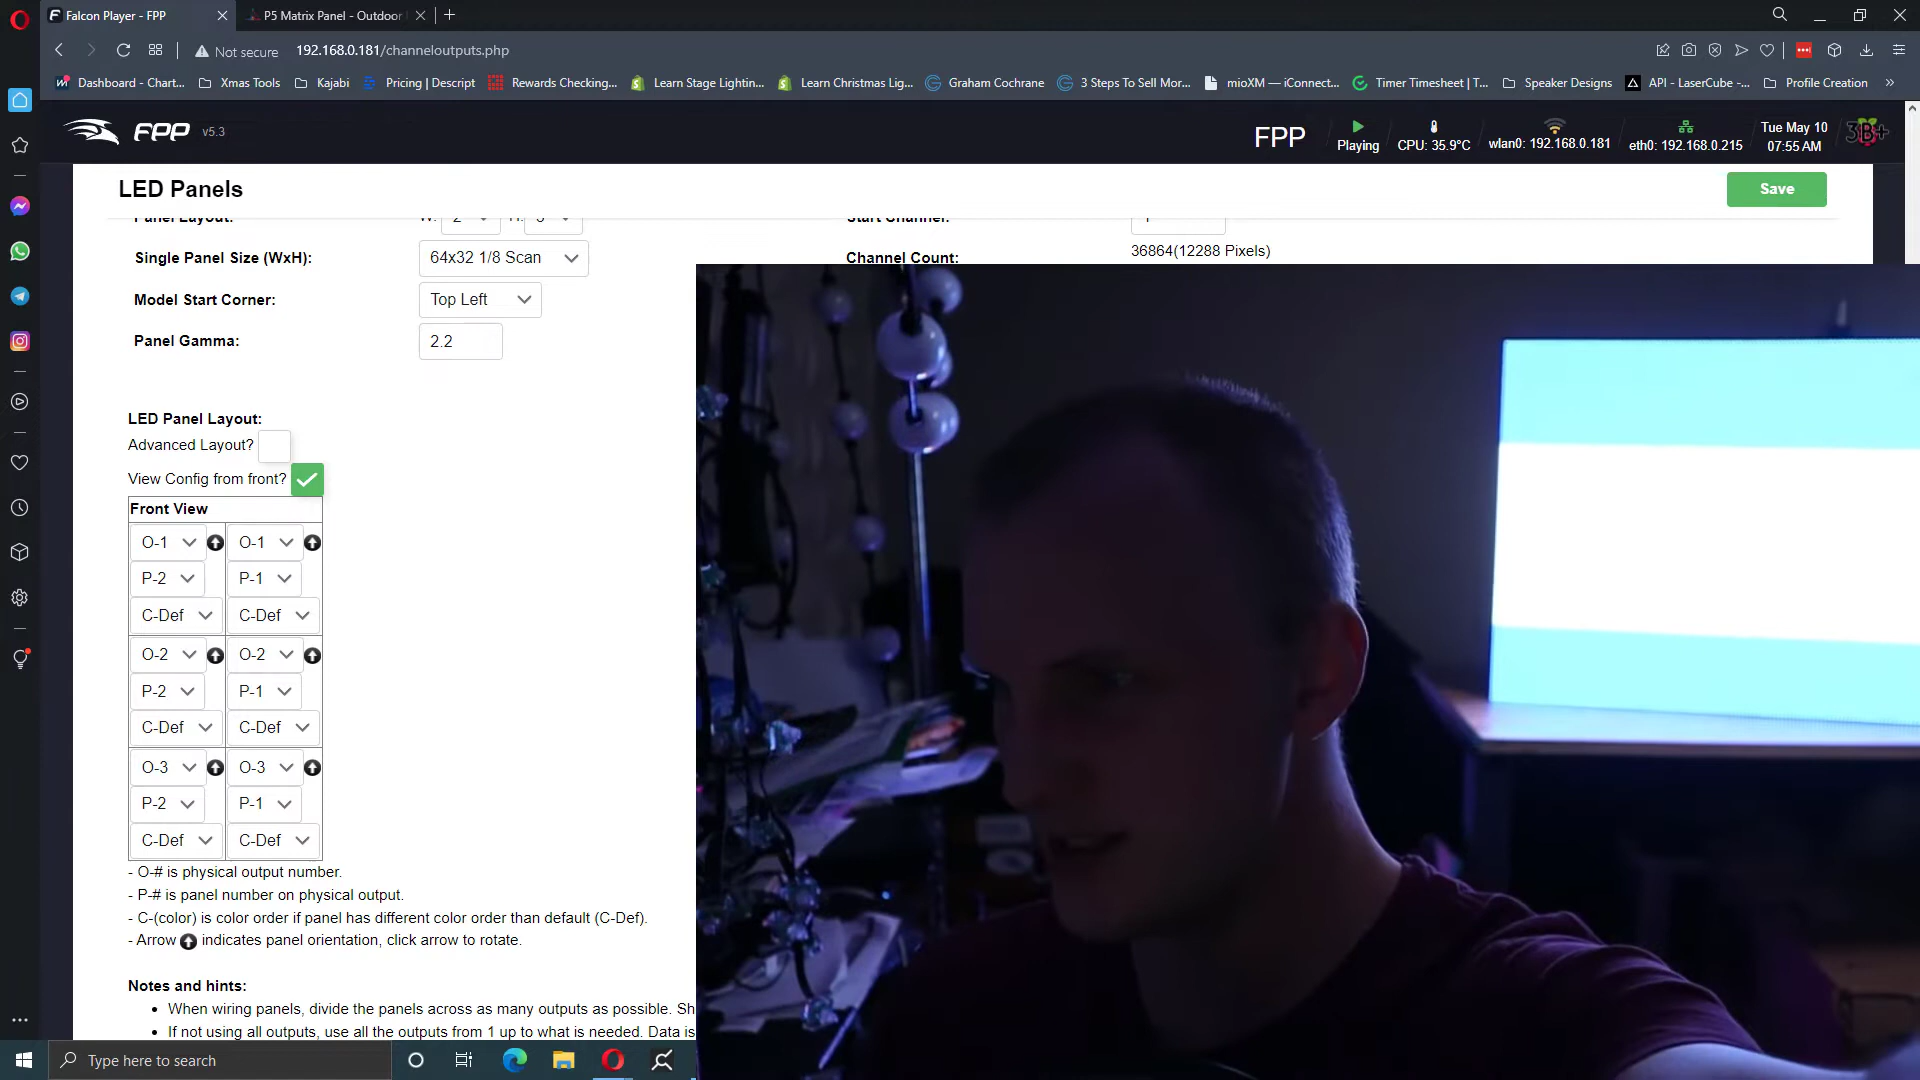 Falcon Player - FPP
P5 Matrix Panel - Outdoor
Not secure
192.168.0.181/channeloutputs.php
Dashboard - Chart...
Xmas Tools
Kajabi
Pricing | Descript
Rewards Checking...
Learn Stage Lightin...
Learn Christmas Lig...
Graham Cochrane
3 Steps To Sell Mor...
mioXM — iConnect...
Timer Timesheet | T...
Speaker Designs
API - LaserCube -...
Profile Creation
FPP
v5.3
FPP
Playing
CPU: 35.9°C
wlan0: 192.168.0.181
eth0: 192.168.0.215
Tue May 10
07:55 AM
3B+
LED Panels
Save
Panel Layout:
W:
2
H:
3
Start Channel:
1
Single Panel Size (WxH):
64x32 1/8 Scan
Channel Count:
36864(12288 Pixels)
Model Start Corner:
Top Left
Panel Gamma:
2.2
LED Panel Layout:
Advanced Layout?
View Config from front?
Front View
O-1
O-1
P-2
P-1
C-Def
C-Def
O-2
O-2
P-2
P-1
C-Def
C-Def
O-3
O-3
P-2
P-1
C-Def
C-Def
- O-# is physical output number.
- P-# is panel number on physical output.
- C-(color) is color order if panel has different color order than default (C-Def).
- Arrow indicates panel orientation, click arrow to rotate.
Notes and hints:
When wiring panels, divide the panels across as many outputs as possible. Sh
If not using all outputs, use all the outputs from 1 up to what is needed. Data is
Type here to search